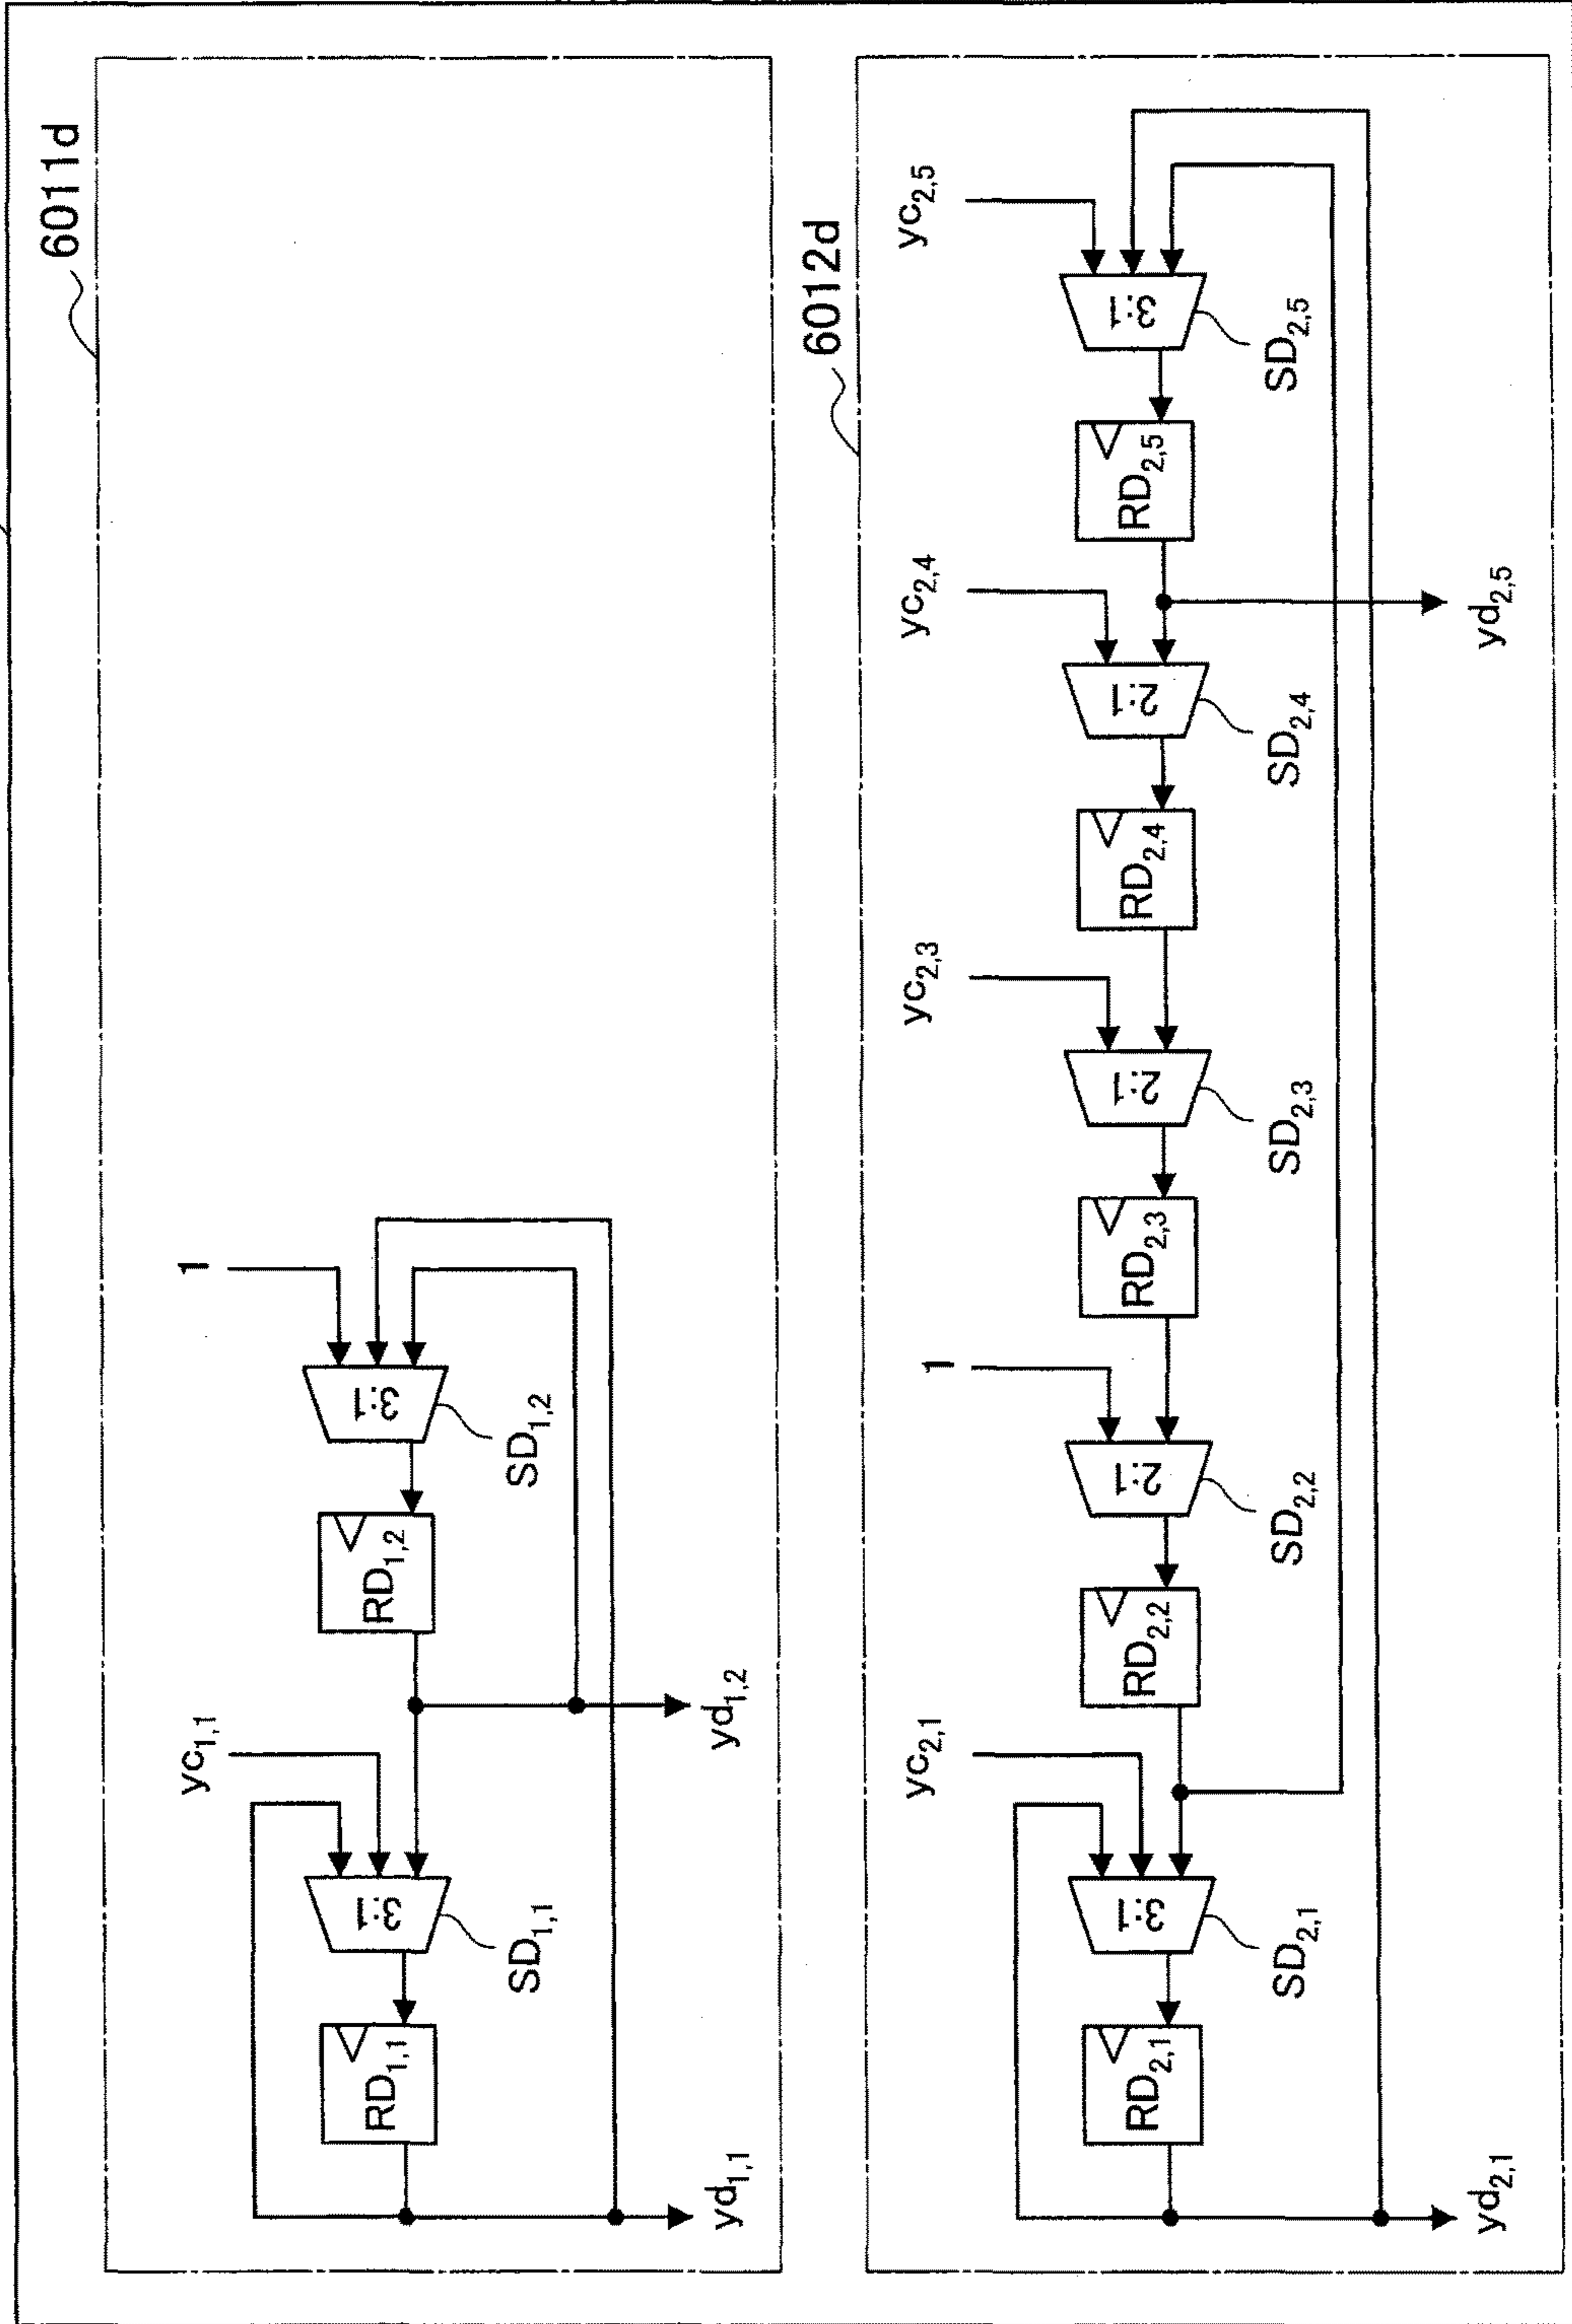 6011d
1
yc1,1
3:1
SD1,2
RD1,2
3:1
SD1,1
RD1,1
yd1,2
yd1,1
6012d
yc2,5
yc2,4
yc2,3
1
yc2,1
3:1
SD2,5
RD2,5
2:1
SD2,4
RD2,4
2:1
SD2,3
RD2,3
2:1
SD2,2
RD2,2
3:1
SD2,1
RD2,1
yd2,5
yd2,1